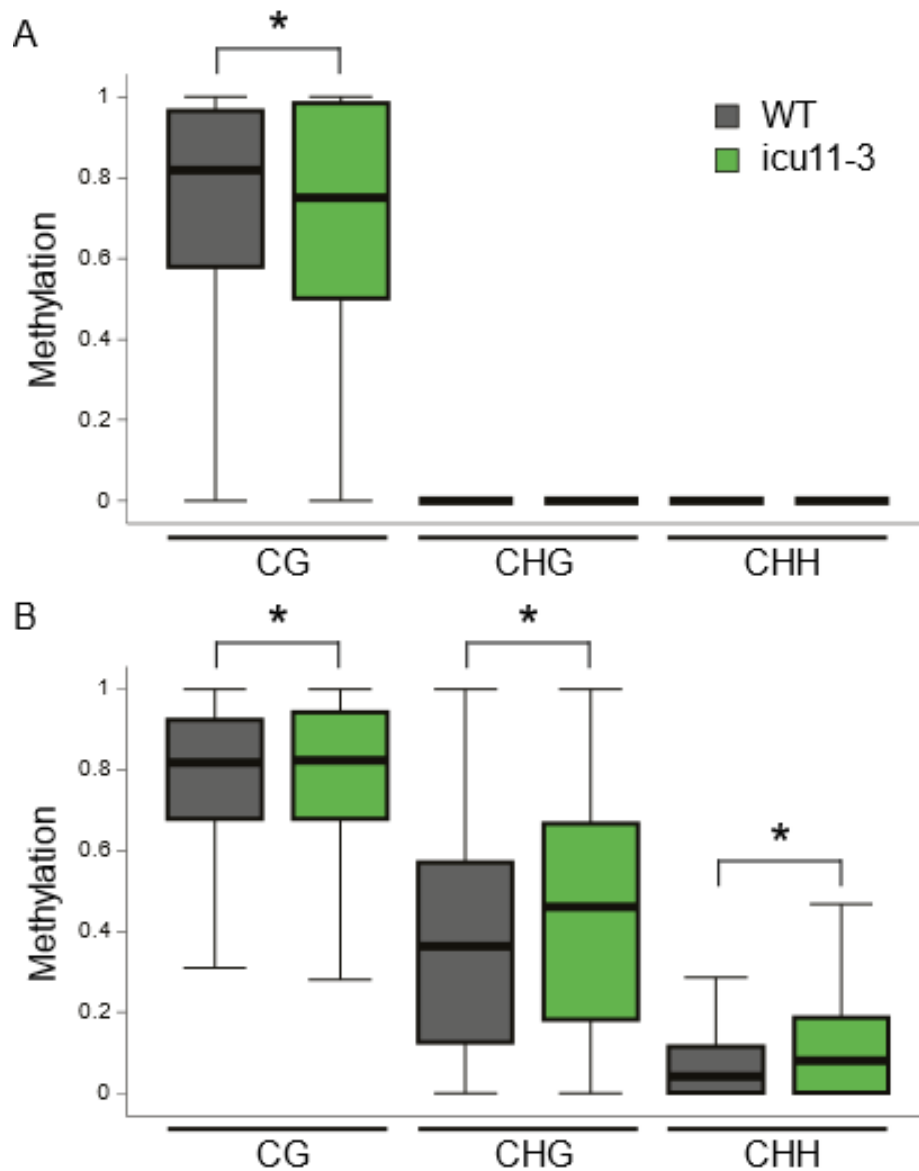 A
*
1
0.8
0.6
0.4
0.2
0
Methylation
WT
icu11-3
CG CHG CHH
B
* *
*
1
0.8
0.6
0.4
0.2
0
Methylation
CG CHG CHH